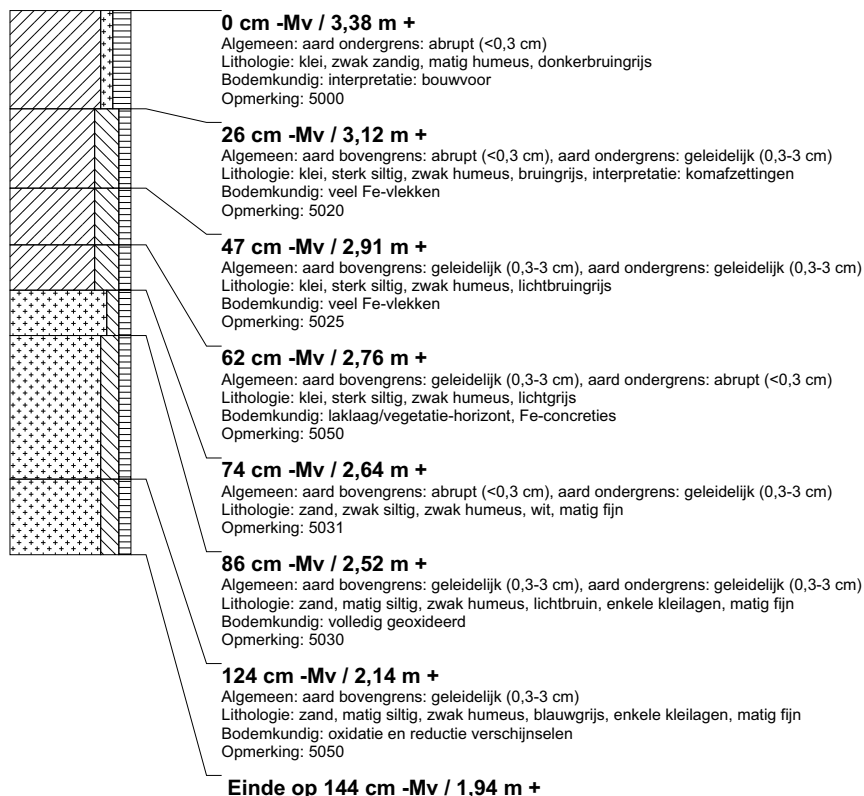 0 cm -Mv / 3,38 m +
Algemeen: aard ondergrens: abrupt (<0,3 cm)
Lithologie: klei, zwak zandig, matig humeus, donkerbruingrijs
Bodemkundig: interpretatie: bouwvoor
Opmerking: 5000
26 cm -Mv / 3,12 m +
Algemeen: aard bovengrens: abrupt (<0,3 cm), aard ondergrens: geleidelijk (0,3-3 cm)
Lithologie: klei, sterk siltig, zwak humeus, bruingrijs, interpretatie: komafzettingen
Bodemkundig: veel Fe-vlekken
Opmerking: 5020
47 cm -Mv / 2,91 m +
Algemeen: aard bovengrens: geleidelijk (0,3-3 cm), aard ondergrens: geleidelijk (0,3-3 cm)
Lithologie: klei, sterk siltig, zwak humeus, lichtbruingrijs
Bodemkundig: veel Fe-vlekken
Opmerking: 5025
62 cm -Mv / 2,76 m +
Algemeen: aard bovengrens: geleidelijk (0,3-3 cm), aard ondergrens: abrupt (<0,3 cm)
Lithologie: klei, sterk siltig, zwak humeus, lichtgrijs
Bodemkundig: laklaag/vegetatie-horizont, Fe-concreties
Opmerking: 5050
74 cm -Mv / 2,64 m +
Algemeen: aard bovengrens: abrupt (<0,3 cm), aard ondergrens: geleidelijk (0,3-3 cm)
Lithologie: zand, zwak siltig, zwak humeus, wit, matig fijn
Opmerking: 5031
86 cm -Mv / 2,52 m +
Algemeen: aard bovengrens: geleidelijk (0,3-3 cm), aard ondergrens: geleidelijk (0,3-3 cm)
Lithologie: zand, matig siltig, zwak humeus, lichtbruin, enkele kleilagen, matig fijn
Bodemkundig: volledig geoxideerd
Opmerking: 5030
124 cm -Mv / 2,14 m +
Algemeen: aard bovengrens: geleidelijk (0,3-3 cm)
Lithologie: zand, matig siltig, zwak humeus, blauwgrijs, enkele kleilagen, matig fijn
Bodemkundig: oxidatie en reductie verschijnselen
Opmerking: 5050
Einde op 144 cm -Mv / 1,94 m +